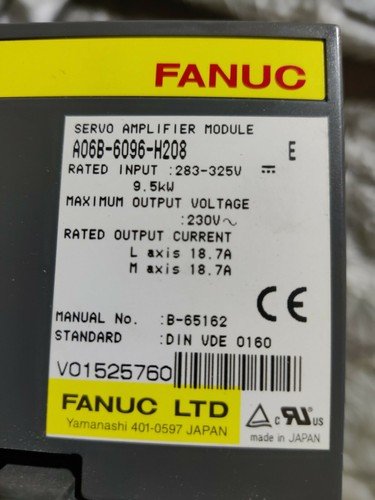 FANUC
SERVO AMPLIFIER MODULE
A06B-6096-H208 E
RATED INPUT :283-325V ⎓
9.5kW
MAXIMUM OUTPUT VOLTAGE
:230V~
RATED OUTPUT CURRENT
L axis 18.7A
M axis 18.7A
CE
MANUAL No. :B-65162
STANDARD :DIN VDE 0160
V01525760
FANUC LTD
Yamanashi 401-0597 JAPAN
c RU us
made in JAPAN